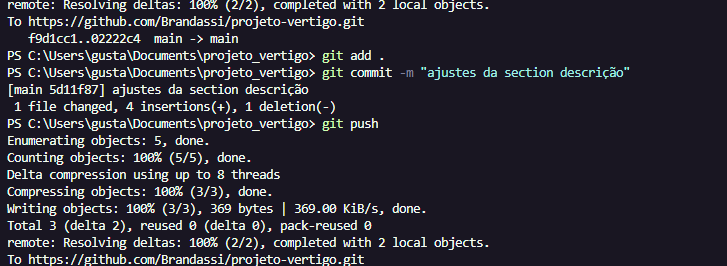 remote: Resolving deltas: 100% (2/2), completed with 2 local objects.
To https://github.com/Brandassi/projeto-vertigo.git
   f9d1cc1..02222c4  main -> main
PS C:\Users\gusta\Documents\projeto_vertigo> git add .
PS C:\Users\gusta\Documents\projeto_vertigo> git commit -m "ajustes da section descrição"
[main 5d11f87] ajustes da section descrição
 1 file changed, 4 insertions(+), 1 deletion(-)
PS C:\Users\gusta\Documents\projeto_vertigo> git push
Enumerating objects: 5, done.
Counting objects: 100% (5/5), done.
Delta compression using up to 8 threads
Compressing objects: 100% (3/3), done.
Writing objects: 100% (3/3), 369 bytes | 369.00 KiB/s, done.
Total 3 (delta 2), reused 0 (delta 0), pack-reused 0
remote: Resolving deltas: 100% (2/2), completed with 2 local objects.
To https://github.com/Brandassi/projeto-vertigo.git